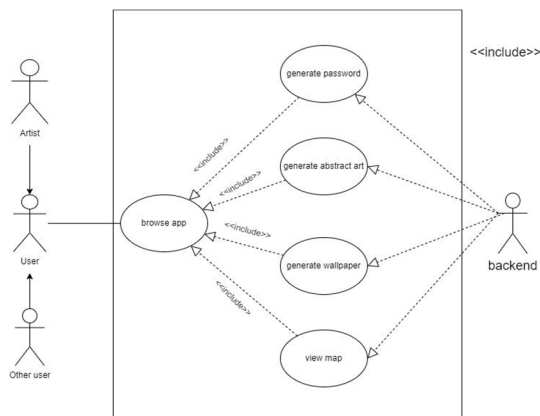 <<include>>
generate password
Artist
<<include>>
generate abstract art
<<include>>
browse app
<<include>>
User
backend
generate wallpaper
<<include>>
view map
Other user